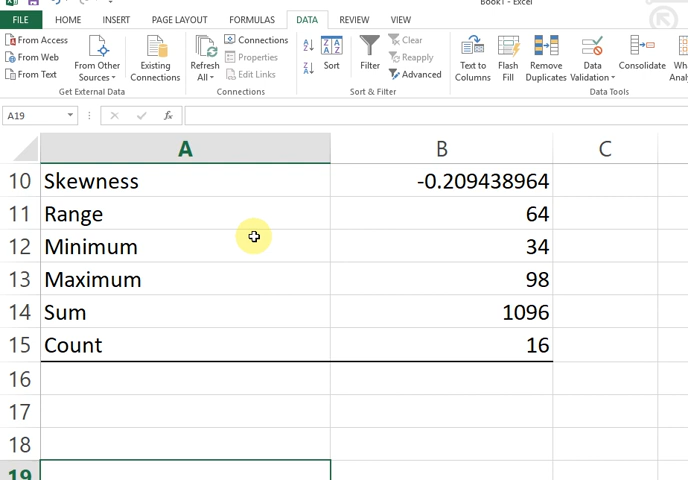 Book1 - Excel
FILE HOME INSERT PAGE LAYOUT FORMULAS DATA REVIEW VIEW
From Access
From Web
From Text
From Other
Sources
Existing
Connections
Get External Data
Refresh
All
Connections
Properties
Edit Links
Connections
A
Z
Z
A
Z A
A Z
Sort
Filter
Clear
Reapply
Advanced
Sort & Filter
Text to
Columns
Flash
Fill
Remove
Duplicates
Data
Validation
Consolidate
Wha
Ana
Data Tools
A19
fx
A B C
10 Skewness -0.209438964
11 Range 64
12 Minimum 34
13 Maximum 98
14 Sum 1096
15 Count 16
16
17
18
19